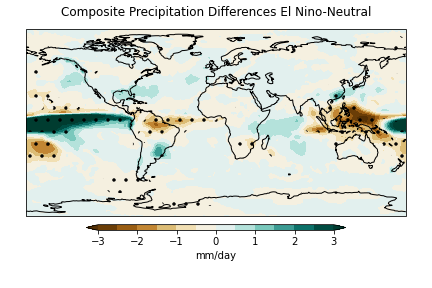 Composite Precipitation Differences El Nino-Neutral
−3 −2 −1 0 1 2 3
mm/day